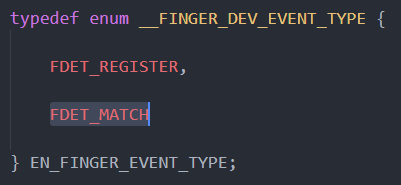 typedef enum __FINGER_DEV_EVENT_TYPE {
FDET_REGISTER,
FDET_MATCH
} EN_FINGER_EVENT_TYPE;